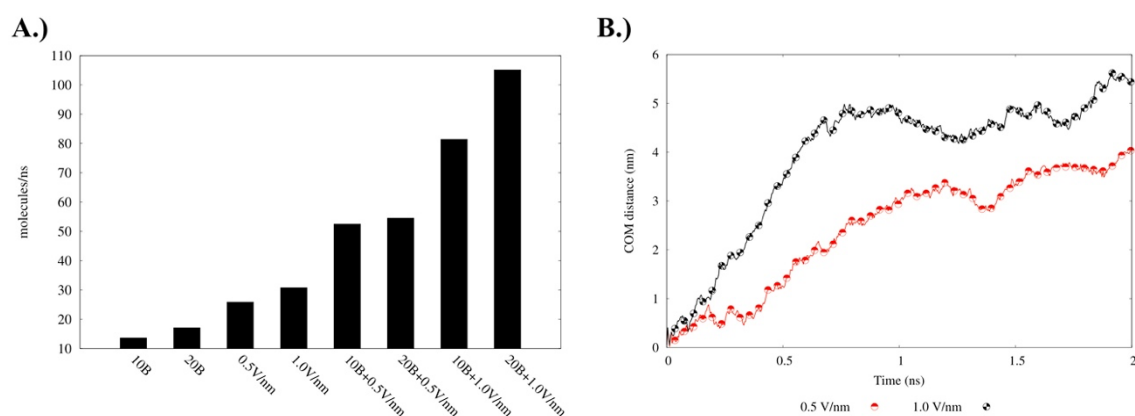 A.)
110
100
90
80
70
60
50
40
30
20
10
molecules/ns
10B
20B
0.5V/nm
1.0V/nm
10B+0.5V/nm
20B+0.5V/nm
10B+1.0V/nm
20B+1.0V/nm
B.)
6
5
4
3
2
1
0
COM distance (nm)
0
0.5
1
1.5
2
Time (ns)
0.5 V/nm
1.0 V/nm